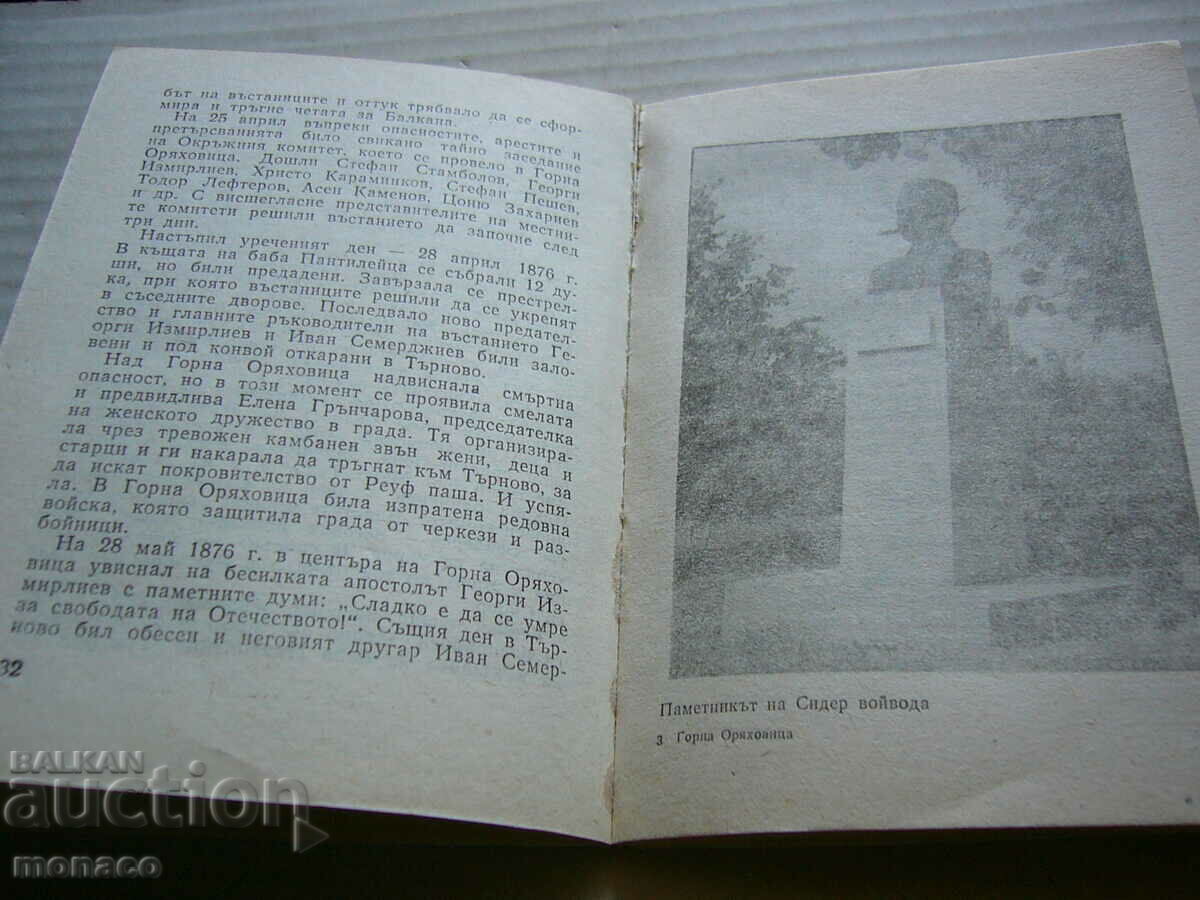 бът на въстаниците и оттук трябвало да се сфор-
мира и тръгне четата за Балкана.
На 25 април въпреки опасностите, арестите и
претърсванията било свикано тайно заседание
на Окръжния комитет, което се провело в Горна
Оряховица. Дошли Стефан Стамболов, Георги
Измирлиев, Христо Караминков, Стефан Пешев,
Тодор Лефтеров, Асен Каменов, Цоню Захариев
и др. С висшегласие представителите на местни-
те комитети решили въстанието да започне след
три дни.
Настъпил уреченият ден — 28 април 1876 г.
В къщата на баба Пантилейца се събрали 12 ду-
ши, но били предадени. Завързала се престрел-
ка, при която въстаниците решили да се укрепят
в съседните дворове. Последвало ново предател-
ство и главните ръководители на въстанието Ге-
орги Измирлиев и Иван Семерджиев били зало-
вени и под конвой откарани в Търново.
Над Горна Оряховица надвиснала смъртна
опасност, но в този момент се проявила смелата
и предвидлива Елена Грънчарова, председателка
на женското дружество в града. Тя организира-
ла чрез тревожен камбанен звън жени, деца и
старци и ги накарала да тръгнат към Търново, за
да искат покровителство от Реуф паша. И успя-
ла. В Горна Оряховица била изпратена редовна
войска, която защитила града от черкези и раз-
бойници.
На 28 май 1876 г. в центъра на Горна Оряхо-
вица увиснал на бесилката апостолът Георги Из-
мирлиев с паметните думи: „Сладко е да се умре
за свободата на Отечеството!“. Същия ден в Тър-
ново бил обесен и неговият другар Иван Семер-
32
Паметникът на Сидер войвода
3 Горна Оряховица
BALKAN
auction
monaco